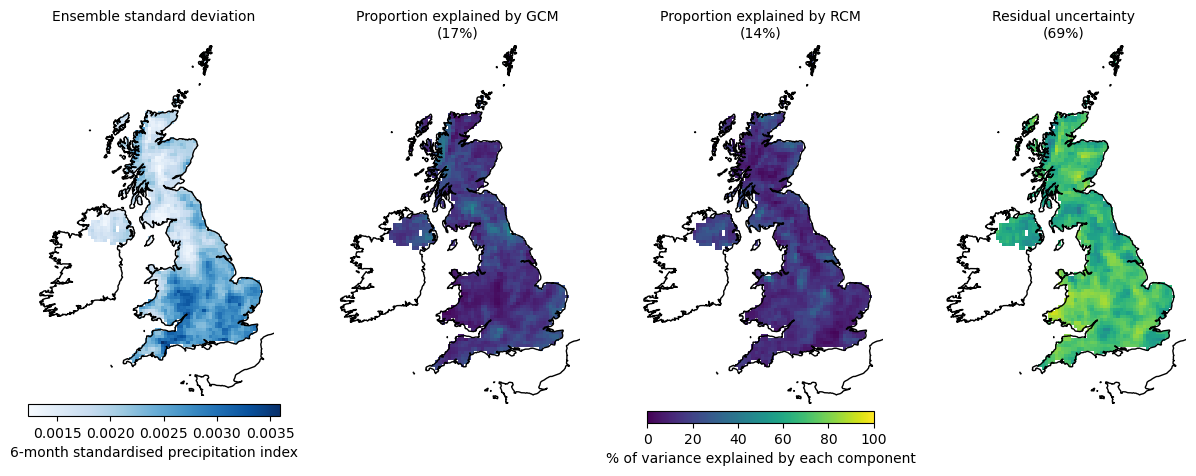 Ensemble standard deviation
Proportion explained by GCM
(17%)
Proportion explained by RCM
(14%)
Residual uncertainty
(69%)
0.0015 0.0020 0.0025 0.0030 0.0035
6-month standardised precipitation index
0 20 40 60 80 100
% of variance explained by each component